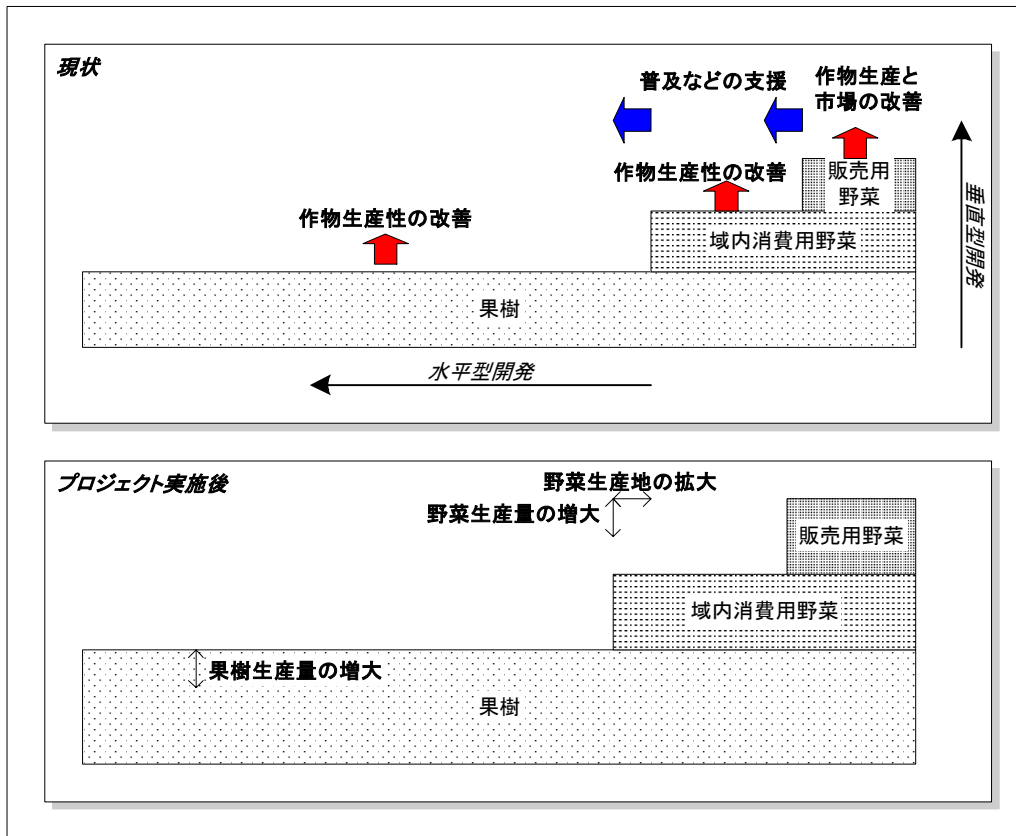 現状
普及などの支援
作物生産と
市場の改善
作物生産性の改善
販売用
野菜
作物生産性の改善
域内消費用野菜
垂直型開発
果樹
水平型開発
プロジェクト実施後
野菜生産地の拡大
野菜生産量の増大
販売用野菜
域内消費用野菜
果樹生産量の増大
果樹